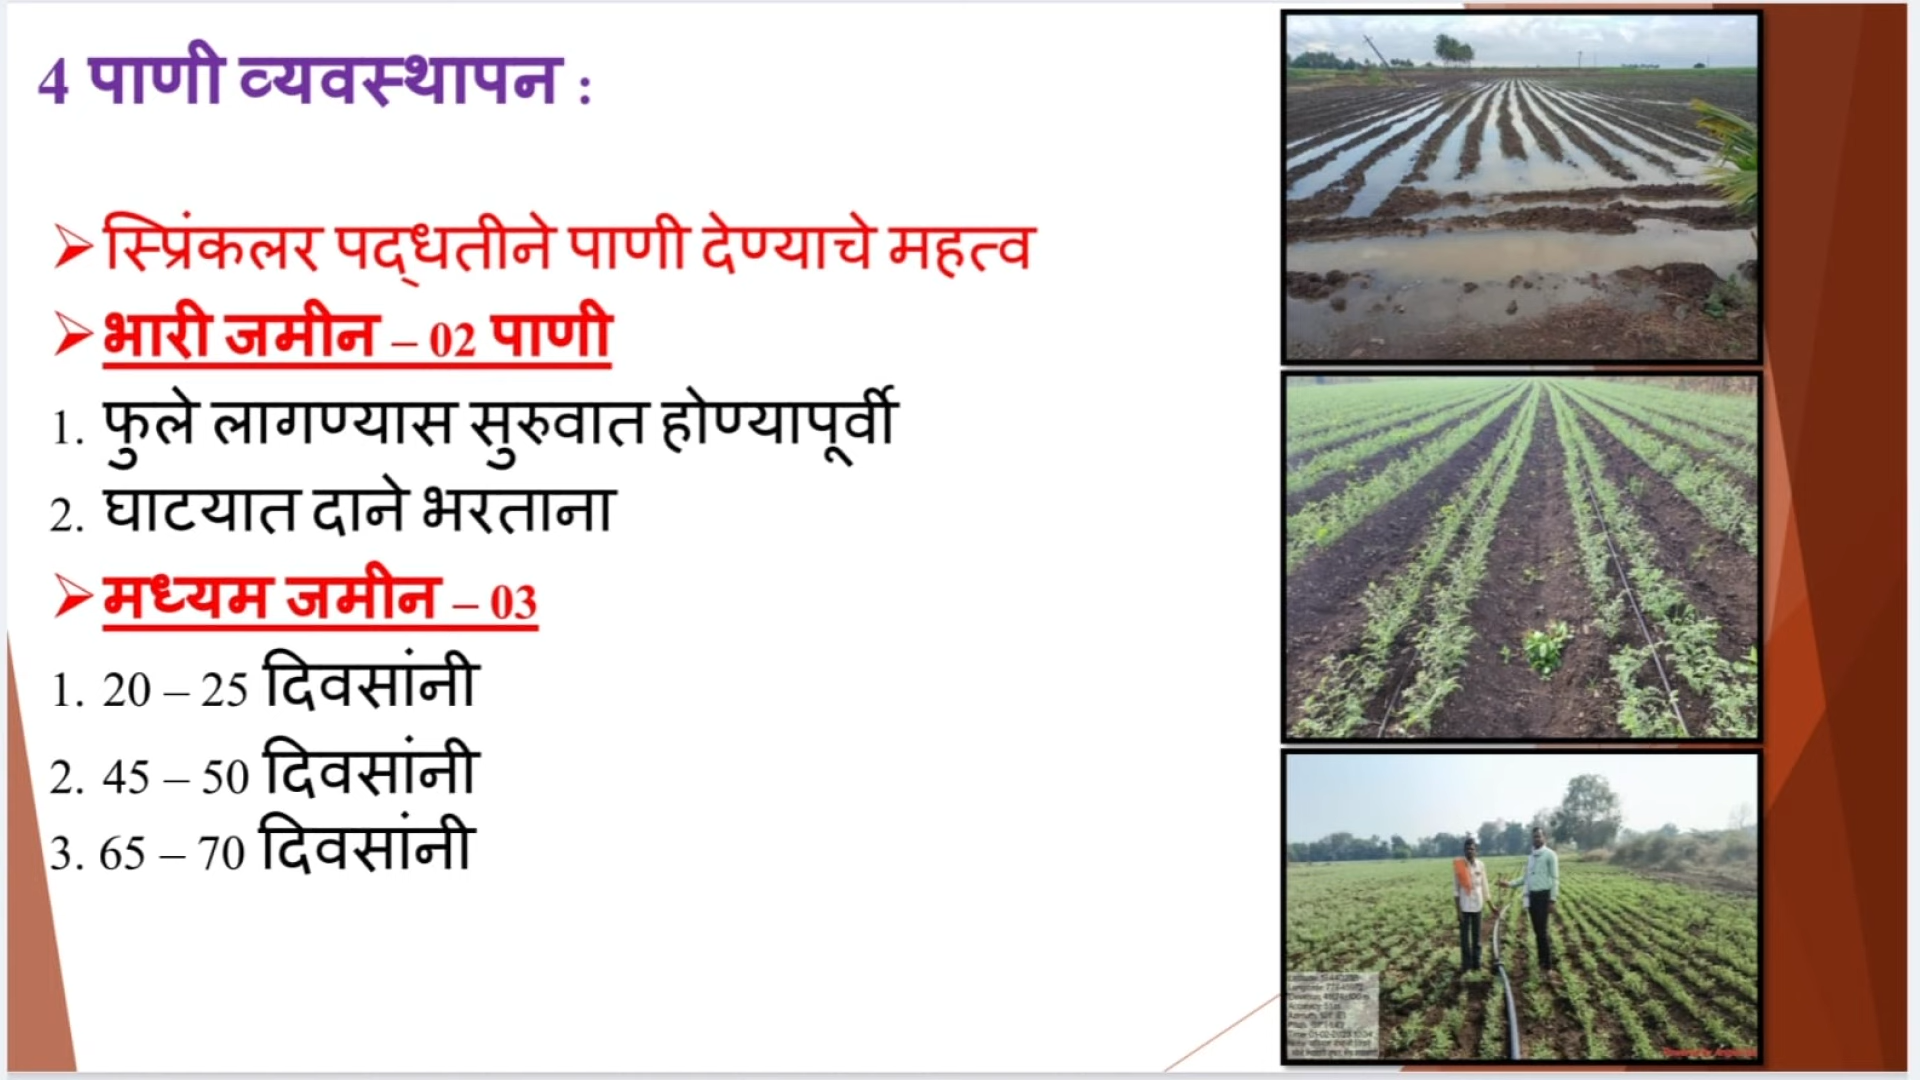 4 पाणी व्यवस्थापन :
स्प्रिंकलर पद्धतीने पाणी देण्याचे महत्व
भारी जमीन – 02 पाणी
1. फुले लागण्यास सुरुवात होण्यापूर्वी
2. घाटयात दाने भरताना
मध्यम जमीन – 03
1. 20 – 25 दिवसांनी
2. 45 – 50 दिवसांनी
3. 65 – 70 दिवसांनी